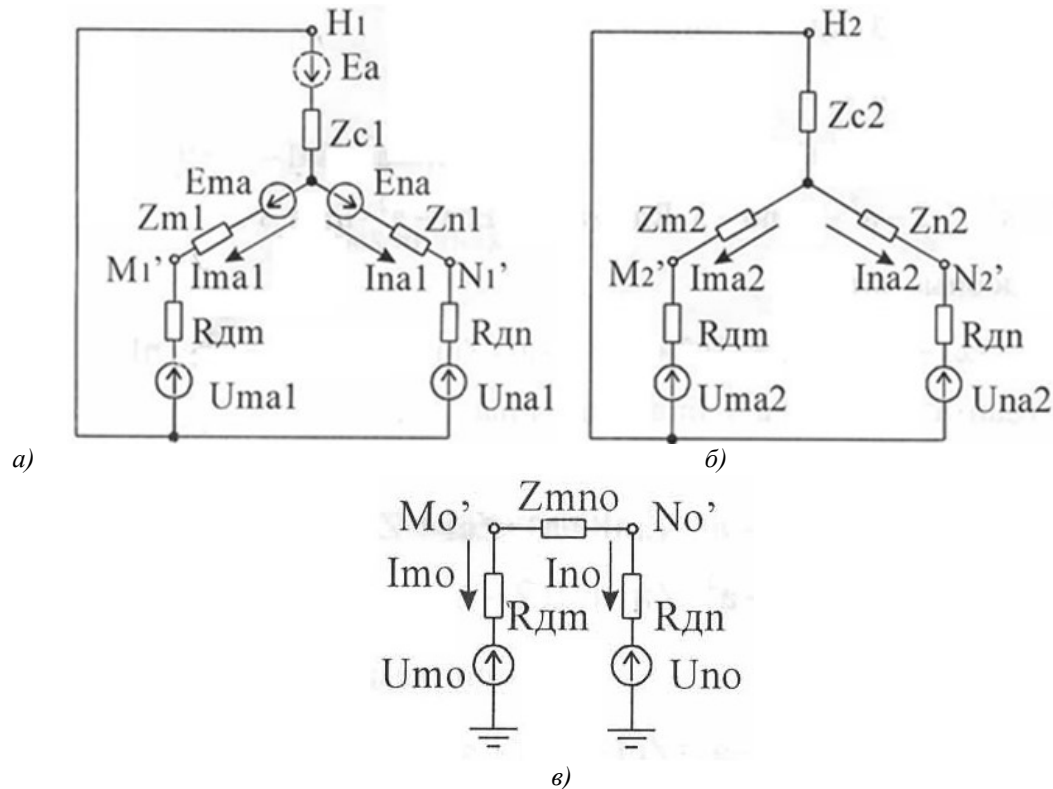 H1
Ea
Zc1
Ema Ena
Zm1 Zn1
M1' Ima1 Ina1 N1'
Rдm Rдn
Uma1 Una1
а)
H2
Zc2
Zm2 Zn2
M2' Ima2 Ina2 N2'
Rдm Rдn
Uma2 Una2
б)
Zmno
Mo' No'
Imo Ino
Rдm Rдn
Umo Uno
в)